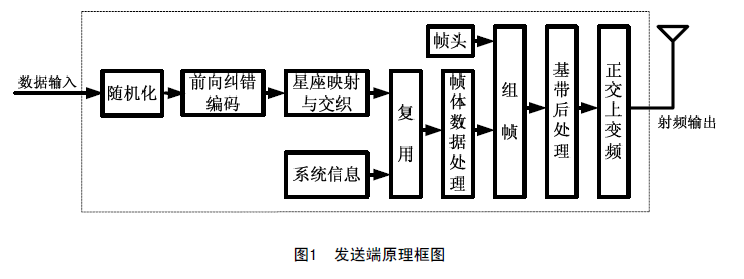 数据输入
随机化
前向纠错
编码
星座映射
与交织
系统信息
复用
帧体数据处理
帧头
组帧
基带后处理
正交上变频
射频输出
图1 发送端原理框图